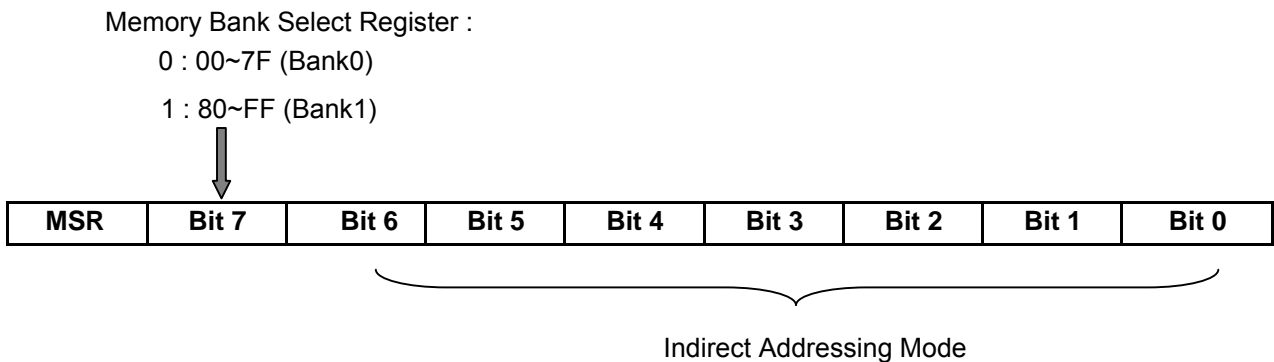 Memory Bank Select Register :
0 : 00~7F (Bank0)
1 : 80~FF (Bank1)
MSR Bit 7 Bit 6 Bit 5 Bit 4 Bit 3 Bit 2 Bit 1 Bit 0
Indirect Addressing Mode